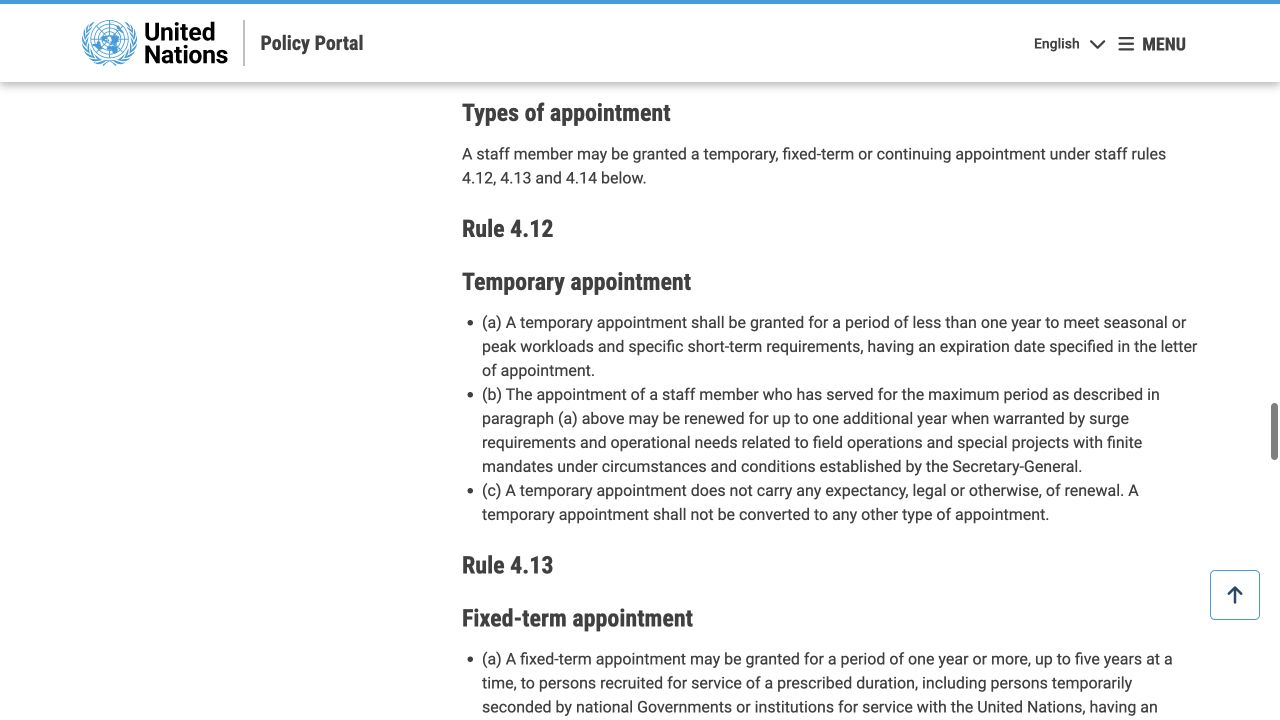 United
Nations
Policy Portal
English
MENU
Types of appointment
A staff member may be granted a temporary, fixed-term or continuing appointment under staff rules
4.12, 4.13 and 4.14 below.
Rule 4.12
Temporary appointment
• (a) A temporary appointment shall be granted for a period of less than one year to meet seasonal or
peak workloads and specific short-term requirements, having an expiration date specified in the letter
of appointment.
• (b) The appointment of a staff member who has served for the maximum period as described in
paragraph (a) above may be renewed for up to one additional year when warranted by surge
requirements and operational needs related to field operations and special projects with finite
mandates under circumstances and conditions established by the Secretary-General.
• (c) A temporary appointment does not carry any expectancy, legal or otherwise, of renewal. A
temporary appointment shall not be converted to any other type of appointment.
Rule 4.13
Fixed-term appointment
• (a) A fixed-term appointment may be granted for a period of one year or more, up to five years at a
time, to persons recruited for service of a prescribed duration, including persons temporarily
seconded by national Governments or institutions for service with the United Nations, having an